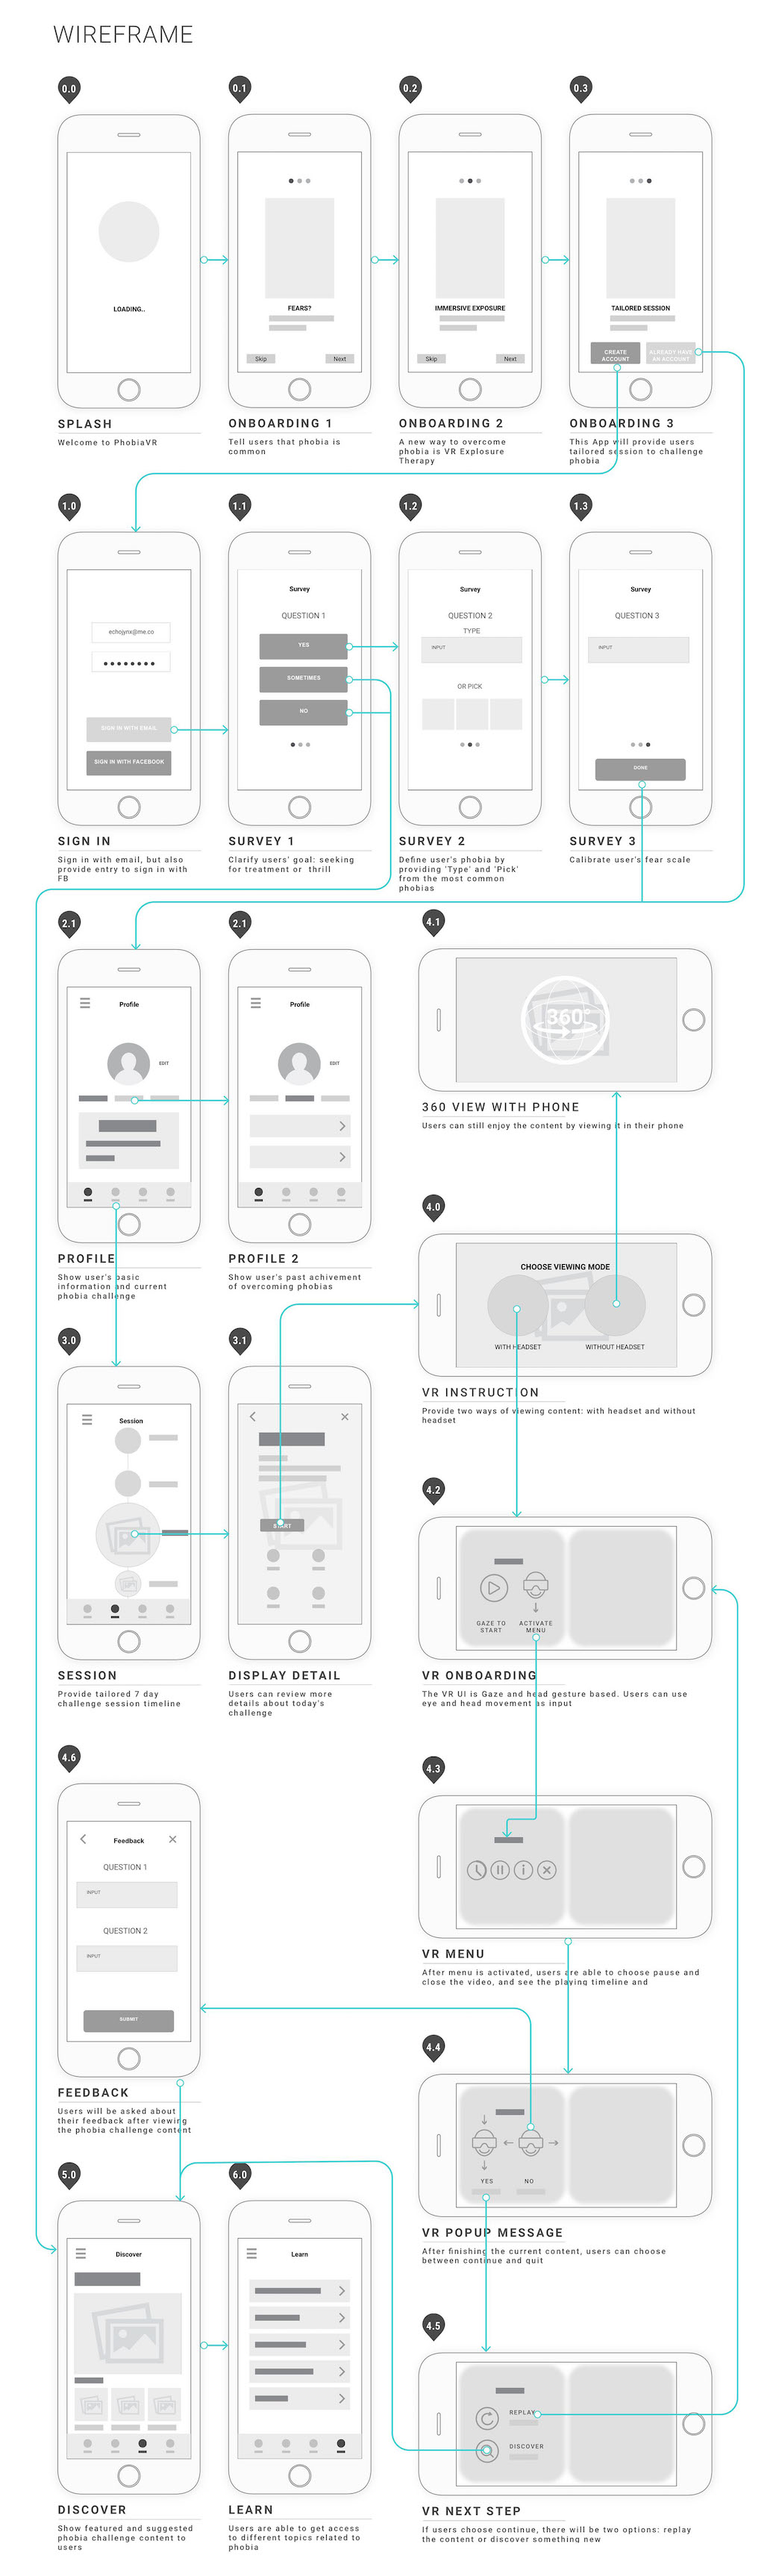 WIREFRAME
0.0
0.1
0.2
0.3
LOADING..
FEARS?
Skip
Next
IMMERSIVE EXPOSURE
Skip
Next
TAILORED SESSION
CREATE
ACCOUNT
ALREADY HAVE
AN ACCOUNT
SPLASH
Welcome to PhobiaVR
ONBOARDING 1
Tell users that phobia is
common
ONBOARDING 2
A new way to overcome
phobia is VR Explosure
Therapy
ONBOARDING 3
This App will provide users
tailored session to challenge
phobia
1.0
1.1
1.2
1.3
echojynx@me.co
SIGN IN WITH EMAIL
SIGN IN WITH FACEBOOK
Survey
QUESTION 1
YES
SOMETIMES
NO
Survey
QUESTION 2
TYPE
INPUT
OR PICK
Survey
QUESTION 3
INPUT
DONE
SIGN IN
Sign in with email, but also
provide entry to sign in with
FB
SURVEY 1
Clarify users' goal: seeking
for treatment or thrill
SURVEY 2
Define user's phobia by
providing 'Type' and 'Pick'
from the most common
phobias
SURVEY 3
Calibrate user's fear scale
2.1
2.1
4.1
Profile
EDIT
Profile
EDIT
360°
360 VIEW WITH PHONE
Users can still enjoy the content by viewing it in their phone
PROFILE
Show user's basic
information and current
phobia challenge
PROFILE 2
Show user's past achivement
of overcoming phobias
4.0
CHOOSE VIEWING MODE
WITH HEADSET
WITHOUT HEADSET
VR INSTRUCTION
Provide two ways of viewing content: with headset and without
headset
3.0
3.1
Session
START
SESSION
Provide tailored 7 day
challenge session timeline
DISPLAY DETAIL
Users can review more
details about today's
challenge
4.2
GAZE TO
START
ACTIVATE
MENU
VR ONBOARDING
The VR UI is Gaze and head gesture based. Users can use
eye and head movement as input
4.6
Feedback
QUESTION 1
INPUT
QUESTION 2
INPUT
SUBMIT
FEEDBACK
Users will be asked about
their feedback after viewing
the phobia challenge content
4.3
VR MENU
After menu is activated, users are able to choose pause and
close the video, and see the playing timeline and
4.4
YES
NO
VR POPUP MESSAGE
After finishing the current content, users can choose
between continue and quit
5.0
6.0
Discover
Learn
DISCOVER
Show featured and suggested
phobia challenge content to
users
LEARN
Users are able to get access
to different topics related to
phobia
4.5
REPLAY
DISCOVER
VR NEXT STEP
If users choose continue, there will be two options: replay
the content or discover something new